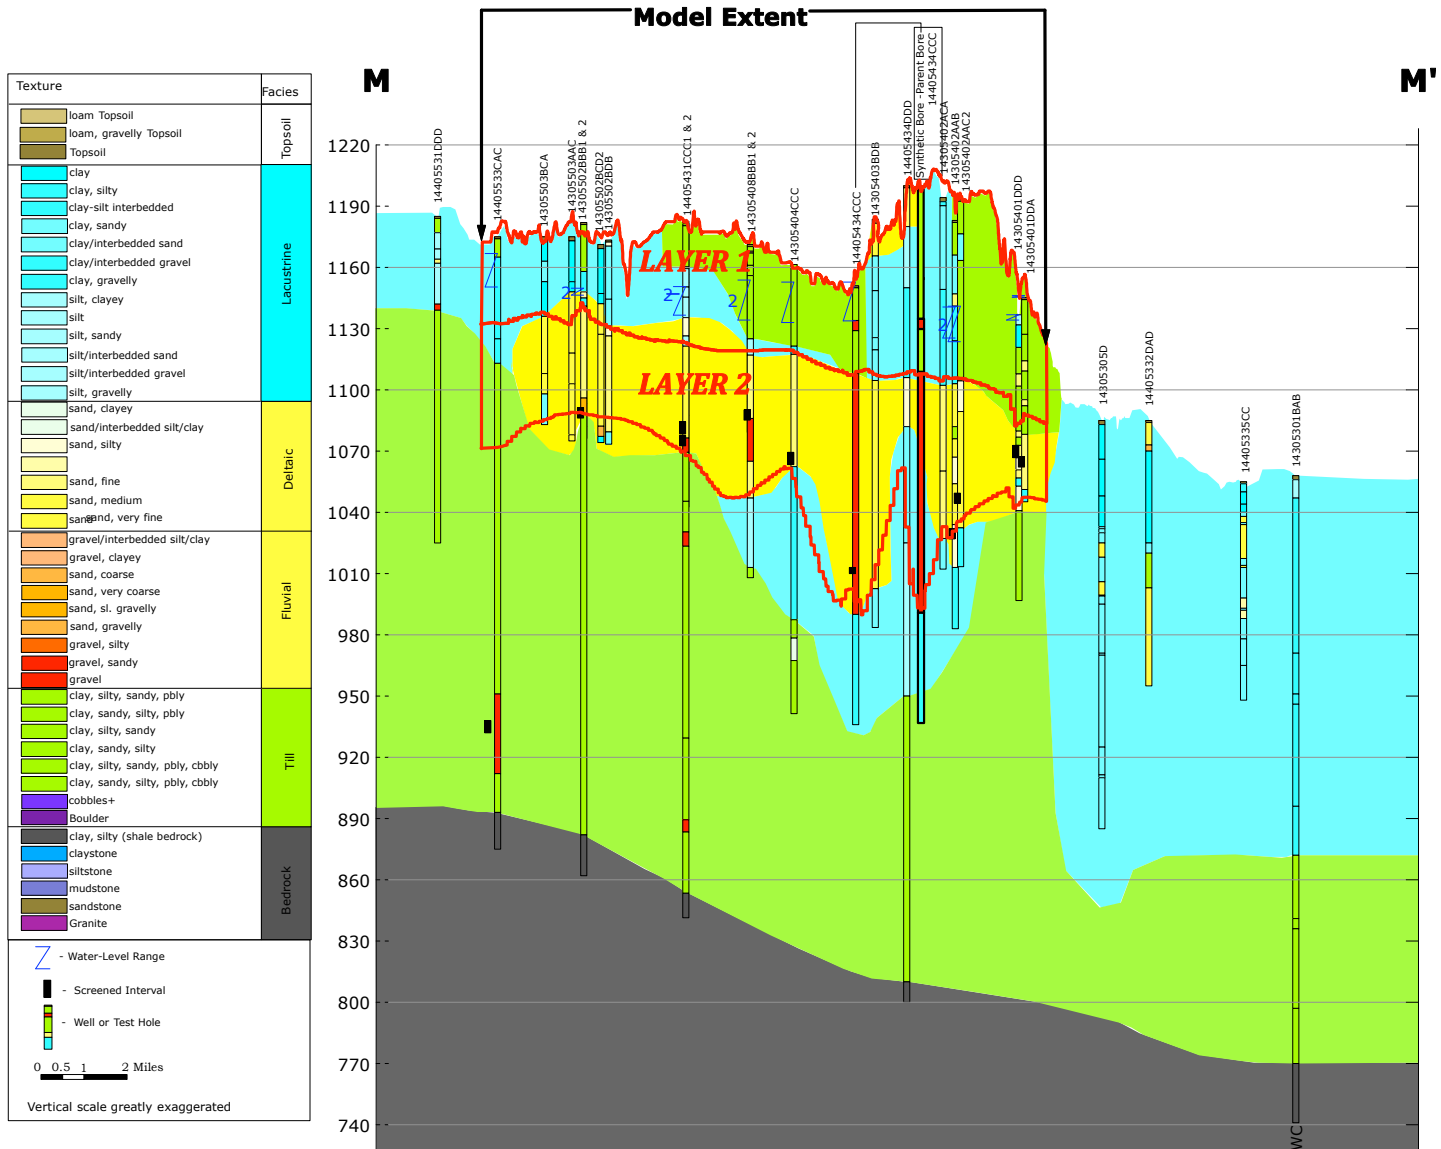 Model Extent
M
M'
Texture
Facies
loam Topsoil
loam, gravelly Topsoil
Topsoil
Topsoil
clay
clay, silty
clay-silt interbedded
clay, sandy
clay/interbedded sand
clay/interbedded gravel
clay, gravelly
silt, clayey
silt
silt, sandy
silt/interbedded sand
silt/interbedded gravel
silt, gravelly
Lacustrine
sand, clayey
sand/interbedded silt/clay
sand, silty
sand, fine
sand, medium
sand
sand, very fine
Deltaic
gravel/interbedded silt/clay
gravel, clayey
sand, coarse
sand, very coarse
sand, sl. gravelly
sand, gravelly
gravel, silty
gravel, sandy
gravel
Fluvial
clay, silty, sandy, pbly
clay, sandy, silty, pbly
clay, silty, sandy
clay, sandy, silty
clay, silty, sandy, pbly, cbbly
clay, sandy, silty, pbly, cbbly
cobbles+
Boulder
Till
clay, silty (shale bedrock)
claystone
siltstone
mudstone
sandstone
Granite
Bedrock
- Water-Level Range
- Screened Interval
- Well or Test Hole
0 0.5 1 2 Miles
Vertical scale greatly exaggerated
1220
1190
1160
1130
1100
1070
1040
1010
980
950
920
890
860
830
800
770
740
14405531DDD
14405533CAC
14305503BCA
14305503AAC
14305502BBB1 & 2
14305502BCD2
14305502BDB
14405431CCC1 & 2
14305408BBB1 & 2
14305404CCC
14405434CCC
14305403BDB
14405434DDD
Synthetic Bore -Parent Bore
14405434CCC
14305402ACA
14305402AAB
14305402AAC2
14305401DDD
14305401DDA
14305305D
14405332DAD
14405335CC
14305301BAB
LAYER 1
LAYER 2
2
2
2
2
WC